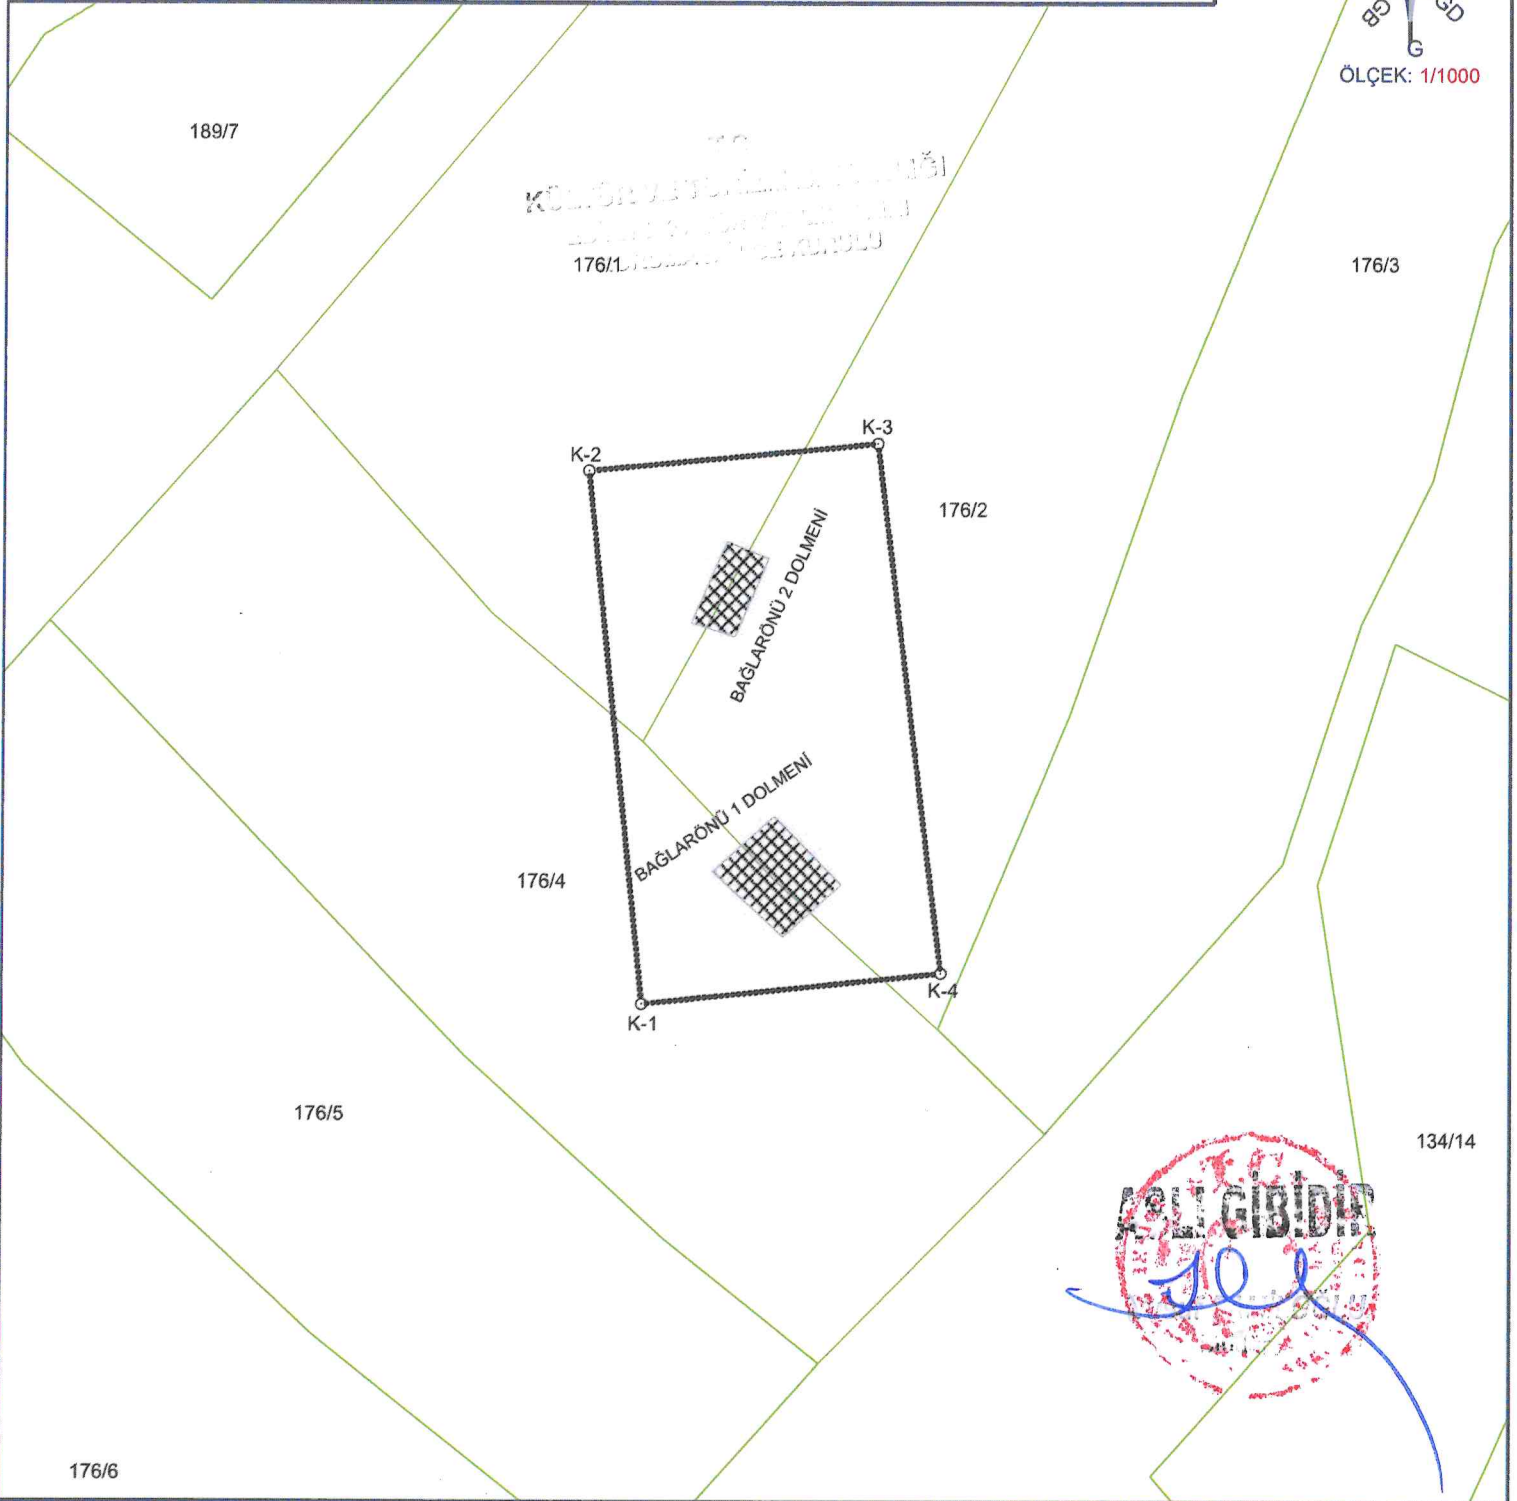 GB
GD
G
ÖLÇEK: 1/1000
189/7
176/1
176/3
K-3
K-2
176/2
BAĞLARÖNÜ 2 DOLMENİ
BAĞLARÖNÜ 1 DOLMENİ
176/4
K-4
K-1
176/5
134/14
T.C.
ASLI GİBİDİR
176/6